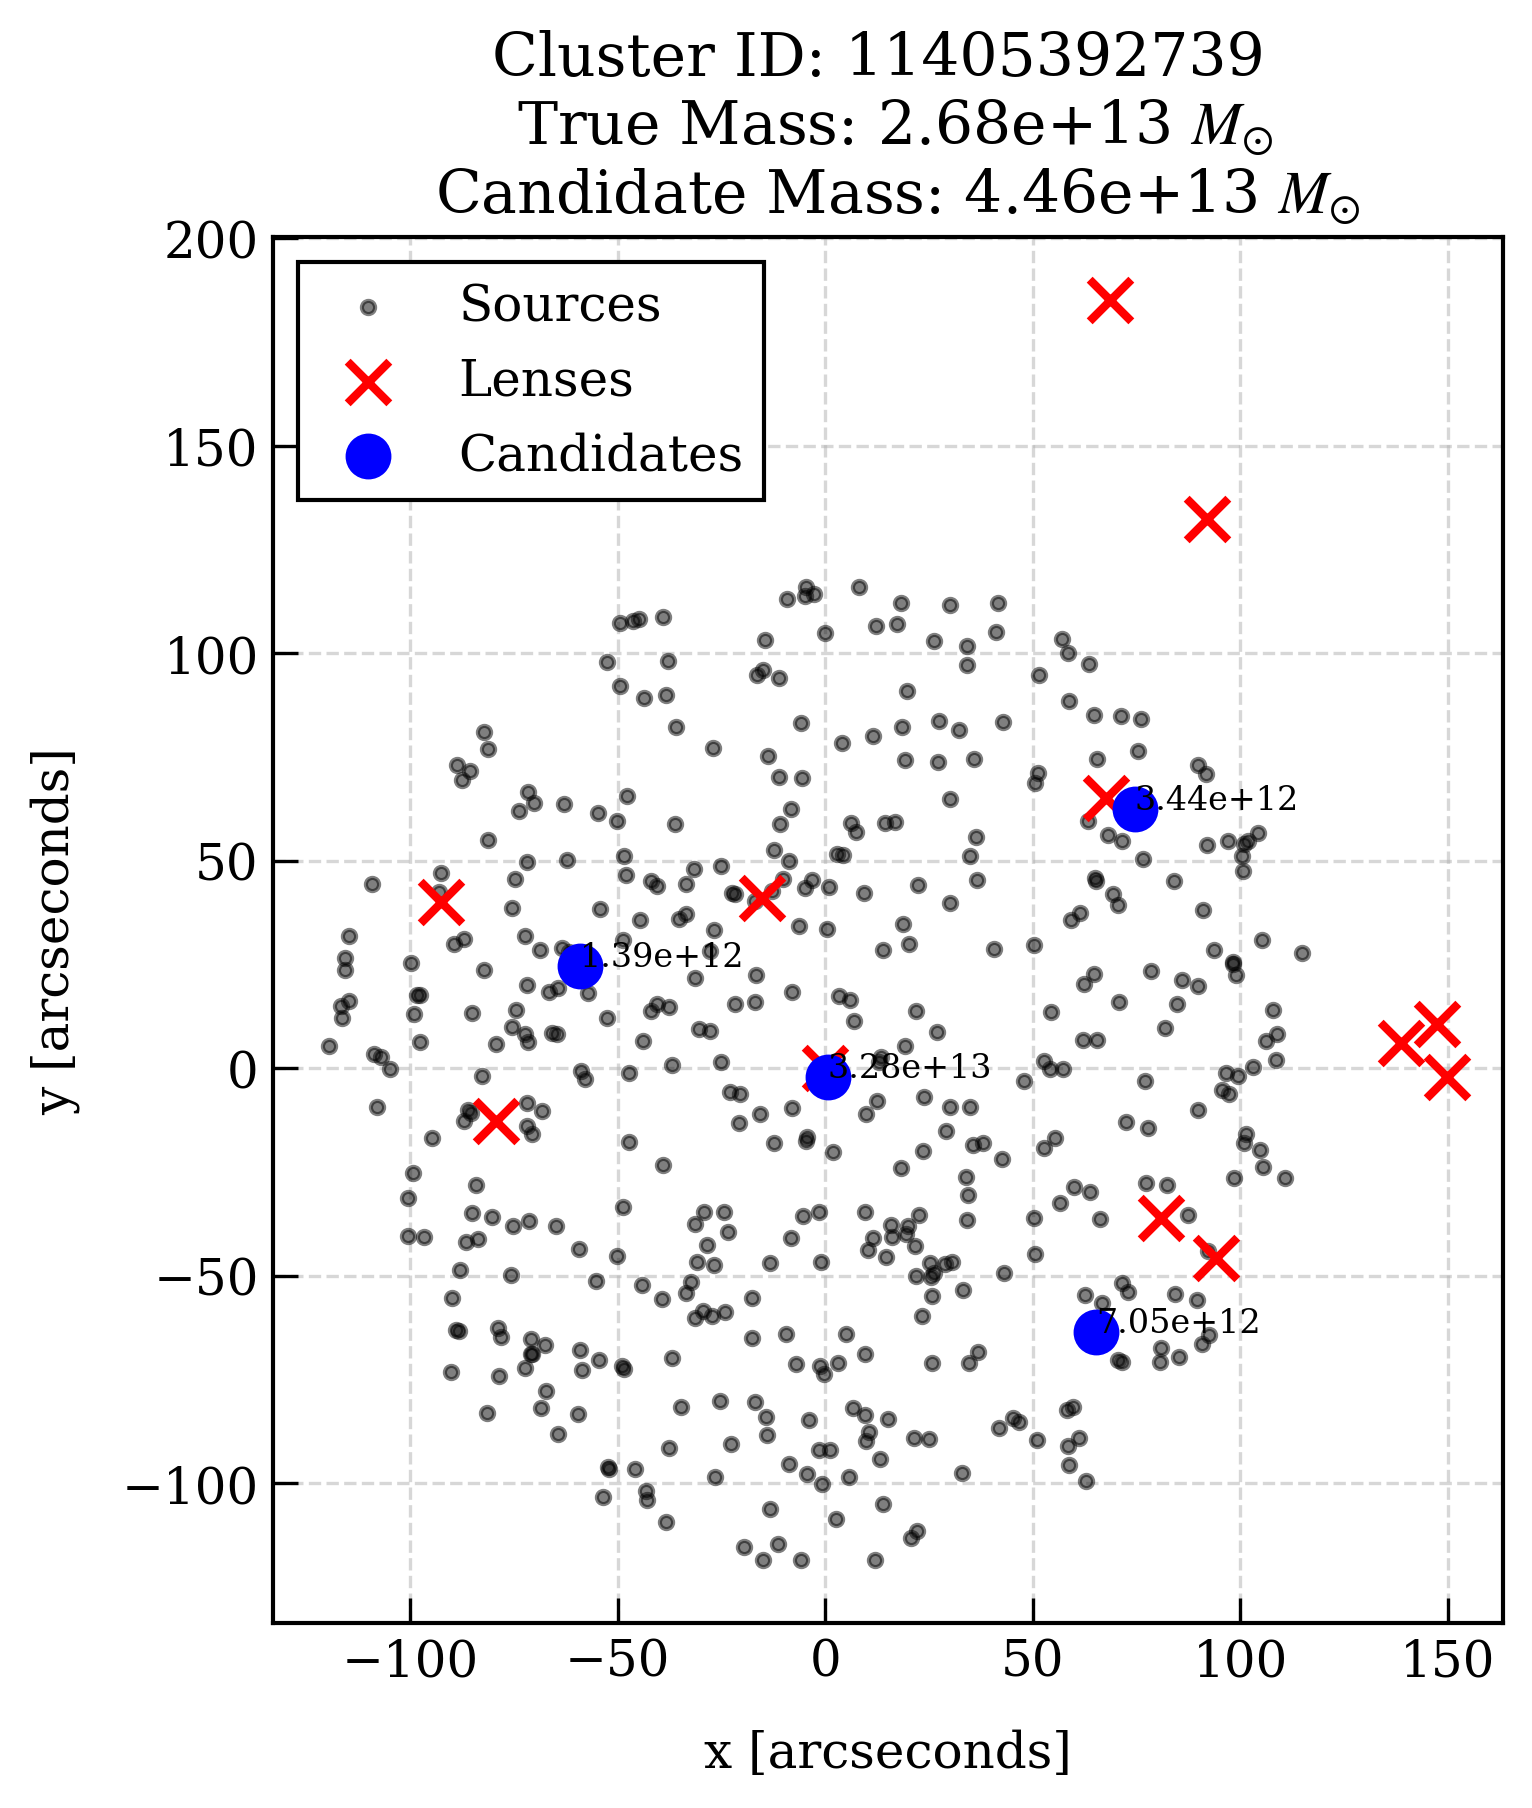 Cluster ID: 11405392739
True Mass: 2.68e+13 M⊙
Candidate Mass: 4.46e+13 M⊙
200
150
100
50
0
−50
−100
Sources
Lenses
Candidates
3.44e+12
1.39e+12
3.28e+13
7.05e+12
−100
−50
0
50
100
150
x [arcseconds]
y [arcseconds]